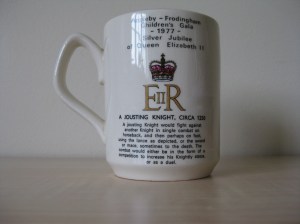 by - Frodingham
Children's Gala
- 1977 -
Silver Jubilee
of Queen Elizabeth II
EIIR
A JOUSTING KNIGHT, CIRCA 1200
A jousting Knight would fight against
another Knight in single combat on
horseback, and then perhaps on foot,
using the lance as depicted, or the sword
or mace, sometimes to the death. The
combat would either be in the form of a
competition to increase his Knightly status,
or as a duel.